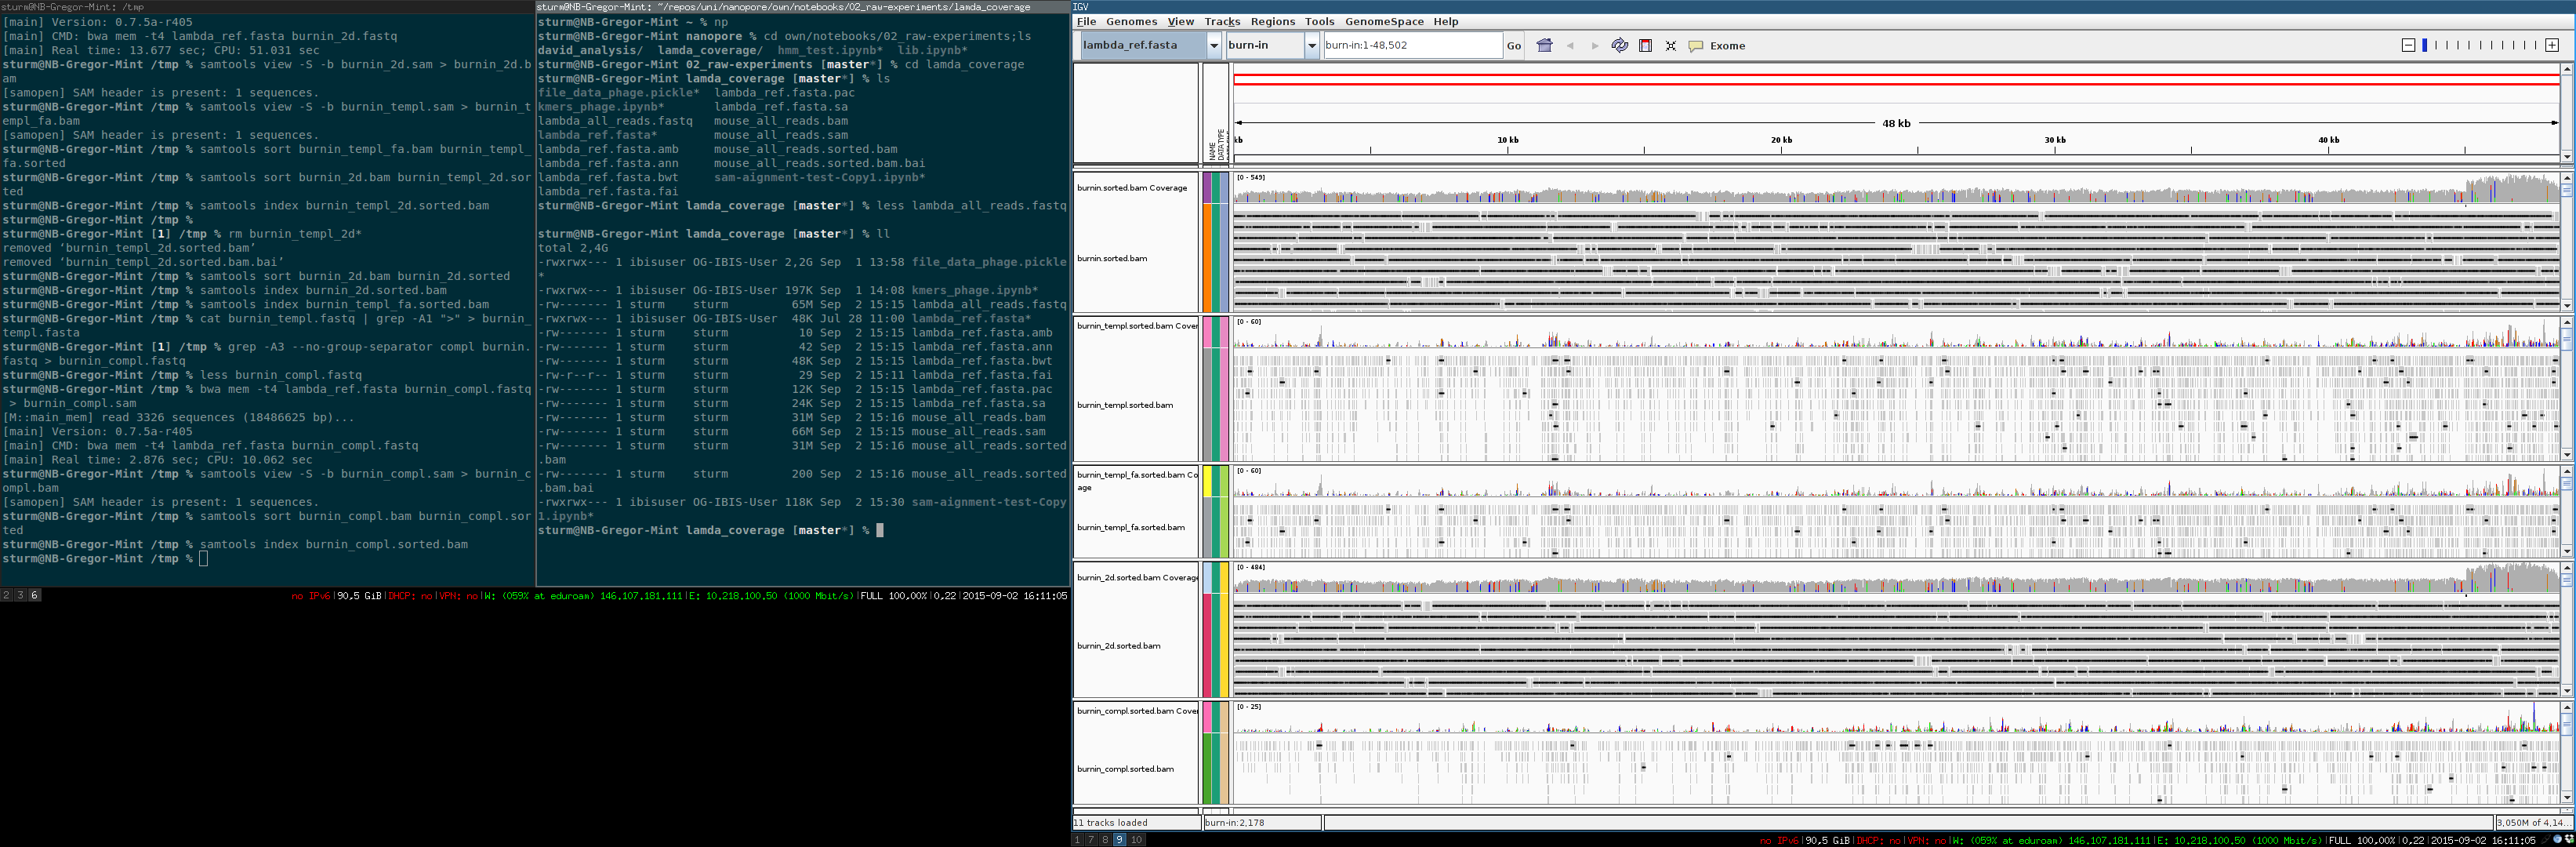 sturm@NB-Gregor-Mint: /tmp
[main] Version: 0.7.5a-r405
[main] CMD: bwa mem -t4 lambda_ref.fasta burnin_2d.fastq
[main] Real time: 13.677 sec; CPU: 51.031 sec
sturm@NB-Gregor-Mint /tmp % samtools view -S -b burnin_2d.sam > burnin_2d.b
am
[samopen] SAM header is present: 1 sequences.
sturm@NB-Gregor-Mint /tmp % samtools view -S -b burnin_templ.sam > burnin_t
empl_fa.bam
[samopen] SAM header is present: 1 sequences.
sturm@NB-Gregor-Mint /tmp % samtools sort burnin_templ_fa.bam burnin_templ_
fa.sorted
sturm@NB-Gregor-Mint /tmp % samtools sort burnin_2d.bam burnin_templ_2d.sor
ted
sturm@NB-Gregor-Mint /tmp % samtools index burnin_templ_2d.sorted.bam
sturm@NB-Gregor-Mint /tmp %
sturm@NB-Gregor-Mint [1] /tmp % rm burnin_templ_2d*
removed ‘burnin_templ_2d.sorted.bam’
removed ‘burnin_templ_2d.sorted.bam.bai’
sturm@NB-Gregor-Mint /tmp % samtools sort burnin_2d.bam burnin_2d.sorted
sturm@NB-Gregor-Mint /tmp % samtools index burnin_2d.sorted.bam
sturm@NB-Gregor-Mint /tmp % samtools index burnin_templ_fa.sorted.bam
sturm@NB-Gregor-Mint /tmp % cat burnin_templ.fastq | grep -A1 ">" > burnin_
templ.fasta
sturm@NB-Gregor-Mint [1] /tmp % grep -A3 --no-group-separator compl burnin.
fastq > burnin_compl.fastq
sturm@NB-Gregor-Mint /tmp % less burnin_compl.fastq
sturm@NB-Gregor-Mint /tmp % bwa mem -t4 lambda_ref.fasta burnin_compl.fastq
> burnin_compl.sam
[M::main_mem] read 3326 sequences (18486625 bp)...
[main] Version: 0.7.5a-r405
[main] CMD: bwa mem -t4 lambda_ref.fasta burnin_compl.fastq
[main] Real time: 2.876 sec; CPU: 10.062 sec
sturm@NB-Gregor-Mint /tmp % samtools view -S -b burnin_compl.sam > burnin_c
ompl.bam
[samopen] SAM header is present: 1 sequences.
sturm@NB-Gregor-Mint /tmp % samtools sort burnin_compl.bam burnin_compl.sor
ted
sturm@NB-Gregor-Mint /tmp % samtools index burnin_compl.sorted.bam
sturm@NB-Gregor-Mint /tmp %
sturm@NB-Gregor-Mint: ~/repos/uni/nanopore/own/notebooks/02_raw-experiments/lamda_coverage
sturm@NB-Gregor-Mint ~ % np
sturm@NB-Gregor-Mint nanopore % cd own/notebooks/02_raw-experiments;ls
david_analysis/ lamda_coverage/ hmm_test.ipynb* lib.ipynb*
sturm@NB-Gregor-Mint 02_raw-experiments [master*] % cd lamda_coverage
sturm@NB-Gregor-Mint lamda_coverage [master*] % ls
file_data_phage.pickle* lambda_ref.fasta.pac
kmers_phage.ipynb* lambda_ref.fasta.sa
lambda_all_reads.fastq mouse_all_reads.bam
lambda_ref.fasta* mouse_all_reads.sam
lambda_ref.fasta.amb mouse_all_reads.sorted.bam
lambda_ref.fasta.ann mouse_all_reads.sorted.bam.bai
lambda_ref.fasta.bwt sam-aignment-test-Copy1.ipynb*
lambda_ref.fasta.fai
sturm@NB-Gregor-Mint lamda_coverage [master*] % less lambda_all_reads.fastq
sturm@NB-Gregor-Mint lamda_coverage [master*] % ll
total 2,4G
-rwxrwx--- 1 ibisuser OG-IBIS-User 2,2G Sep 1 13:58 file_data_phage.pickle
*
-rwxrwx--- 1 ibisuser OG-IBIS-User 197K Sep 1 14:08 kmers_phage.ipynb*
-rw------- 1 sturm sturm 65M Sep 2 15:15 lambda_all_reads.fastq
-rwxrwx--- 1 ibisuser OG-IBIS-User 48K Jul 28 11:00 lambda_ref.fasta*
-rw------- 1 sturm sturm 10 Sep 2 15:15 lambda_ref.fasta.amb
-rw------- 1 sturm sturm 42 Sep 2 15:15 lambda_ref.fasta.ann
-rw------- 1 sturm sturm 48K Sep 2 15:15 lambda_ref.fasta.bwt
-rw-r--r-- 1 sturm sturm 29 Sep 2 15:11 lambda_ref.fasta.fai
-rw------- 1 sturm sturm 12K Sep 2 15:15 lambda_ref.fasta.pac
-rw------- 1 sturm sturm 24K Sep 2 15:15 lambda_ref.fasta.sa
-rw------- 1 sturm sturm 31M Sep 2 15:16 mouse_all_reads.bam
-rw------- 1 sturm sturm 66M Sep 2 15:16 mouse_all_reads.sam
-rw------- 1 sturm sturm 31M Sep 2 15:16 mouse_all_reads.sorted
.bam
-rw------- 1 sturm sturm 200 Sep 2 15:16 mouse_all_reads.sorted
.bam.bai
-rwxrwx--- 1 ibisuser OG-IBIS-User 118K Sep 2 15:30 sam-aignment-test-Copy
1.ipynb*
sturm@NB-Gregor-Mint lamda_coverage [master*] %
2 3 6
no IPv6|90,5 GiB|DHCP: no|VPN: no|W: (059% at eduroam) 146.107.181.111|E: 10.218.100.50 (1000 Mbit/s)|FULL 100,00%|0,22|2015-09-02 16:11:05
IGV
File Genomes View Tracks Regions Tools GenomeSpace Help
lambda_ref.fasta burn-in burn-in:1-48,502 Go Exome
NAME
DATA TYPE
48 kb
kb 10 kb 20 kb 30 kb 40 kb
burnin.sorted.bam Coverage
[0 - 549]
burnin.sorted.bam
burnin_templ.sorted.bam Cover
[0 - 60]
burnin_templ.sorted.bam
burnin_templ_fa.sorted.bam Co
age
[0 - 60]
burnin_templ_fa.sorted.bam
burnin_2d.sorted.bam Coverage
[0 - 484]
burnin_2d.sorted.bam
burnin_compl.sorted.bam Cover
[0 - 25]
burnin_compl.sorted.bam
11 tracks loaded burn-in:2,178 3,050M of 4,14...
1 7 8 9 10
no IPv6|90,5 GiB|DHCP: no|VPN: no|W: (059% at eduroam) 146.107.181.111|E: 10.218.100.50 (1000 Mbit/s)|FULL 100,00%|0,22|2015-09-02 16:11:05